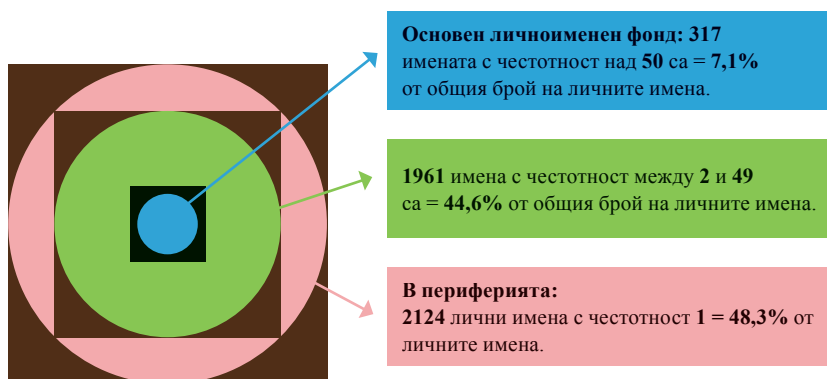 Основен личноименен фонд: 317
имената с честотност над 50 са = 7,1%
от общия брой на личните имена.
1961 имена с честотност между 2 и 49
са = 44,6% от общия брой на личните имена.
В периферията:
2124 лични имена с честотност 1 = 48,3% от
личните имена.